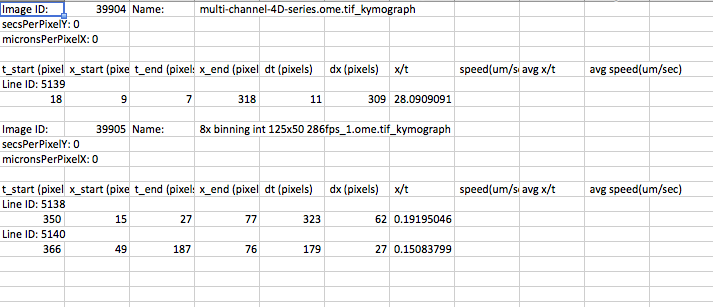 Image ID: 39904 Name: multi-channel-4D-series.ome.tif_kymograph
secsPerPixelY: 0
micronsPerPixelX: 0
t_start (pixel x_start (pixe t_end (pixels x_end (pixel dt (pixels) dx (pixels) x/t speed(um/se avg x/t avg speed(um/sec)
Line ID: 5139
18 9 7 318 11 309 28.0909091
Image ID: 39905 Name: 8x binning int 125x50 286fps_1.ome.tif_kymograph
secsPerPixelY: 0
micronsPerPixelX: 0
t_start (pixel x_start (pixe t_end (pixels x_end (pixel dt (pixels) dx (pixels) x/t speed(um/se avg x/t avg speed(um/sec)
Line ID: 5138
350 15 27 77 323 62 0.19195046
Line ID: 5140
366 49 187 76 179 27 0.15083799